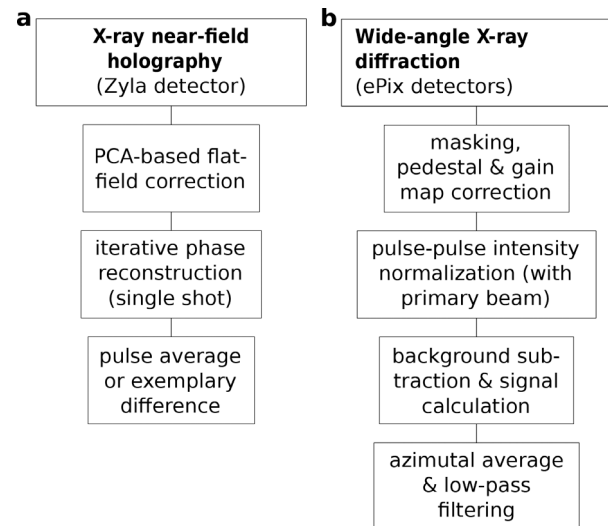 a
X-ray near-field
holography
(Zyla detector)
PCA-based flat-
field correction
iterative phase
reconstruction
(single shot)
pulse average
or exemplary
difference
b
Wide-angle X-ray
diffraction
(ePix detectors)
masking,
pedestal & gain
map correction
pulse-pulse intensity
normalization (with
primary beam)
background sub-
traction & signal
calculation
azimutal average
& low-pass
filtering